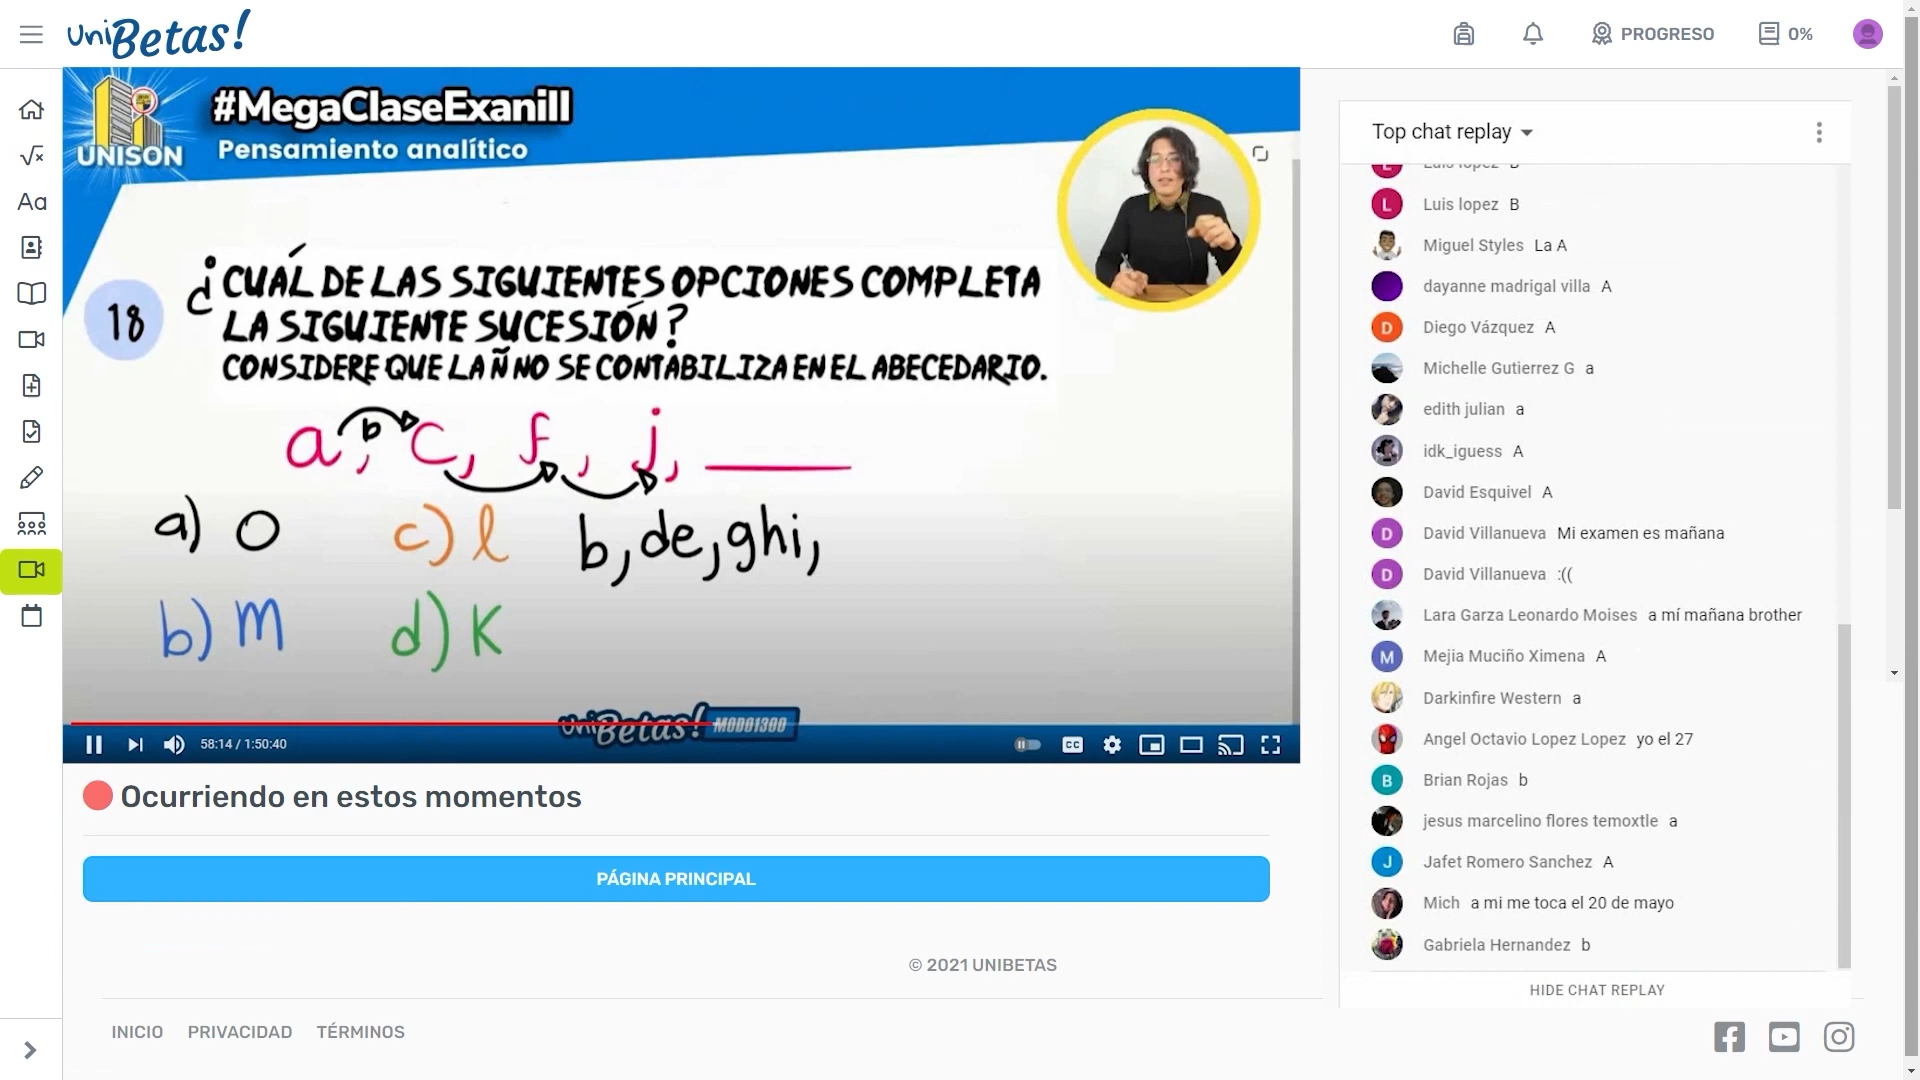 UniBetas!
PROGRESO
0%
#MegaClaseExanill
UNISON
Pensamiento analítico
18
¿CUÁL DE LAS SIGUIENTES OPCIONES COMPLETA
LA SIGUIENTE SUCESIÓN?
CONSIDERE QUE LA Ñ NO SE CONTABILIZA EN EL ABECEDARIO.
a, b c, f, j,
a) o
c) l
b, de, ghi,
b) m
d) k
uniBetas! MODO1300
58:14 / 1:50:40
CC
Ocurriendo en estos momentos
PÁGINA PRINCIPAL
© 2021 UNIBETAS
INICIO PRIVACIDAD TÉRMINOS
Top chat replay
Luis lopez B
L Luis lopez B
Miguel Styles La A
dayanne madrigal villa A
D Diego Vázquez A
Michelle Gutierrez G a
edith julian a
idk_iguess A
David Esquivel A
D David Villanueva Mi examen es mañana
D David Villanueva :((
Lara Garza Leonardo Moises a mí mañana brother
M Mejia Muciño Ximena A
Darkinfire Western a
Angel Octavio Lopez Lopez yo el 27
B Brian Rojas b
jesus marcelino flores temoxtle a
J Jafet Romero Sanchez A
Mich a mi me toca el 20 de mayo
Gabriela Hernandez b
HIDE CHAT REPLAY
Aa